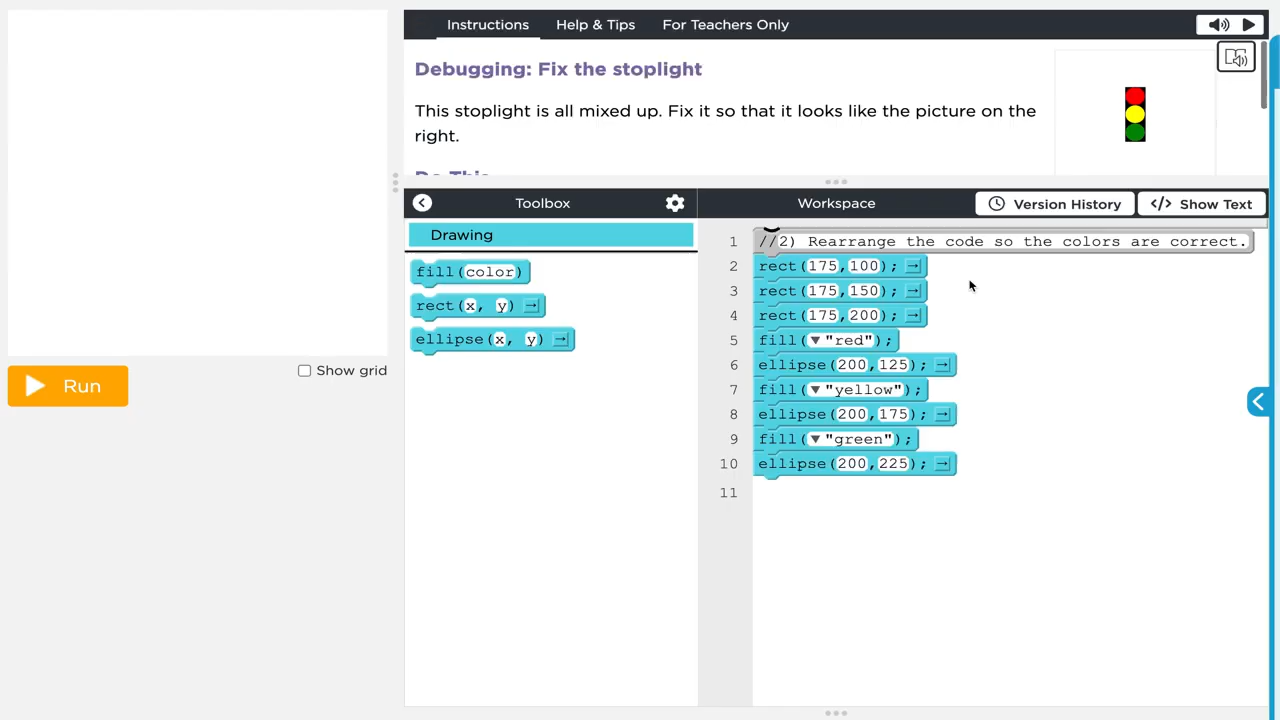 Instructions Help & Tips For Teachers Only
Debugging: Fix the stoplight
This stoplight is all mixed up. Fix it so that it looks like the picture on the
right.
Do This
Run
Show grid
Toolbox
Drawing
fill(color)
rect(x, y)
ellipse(x, y)
Workspace
Version History
</> Show Text
1 //2) Rearrange the code so the colors are correct.
2 rect(175,100);
3 rect(175,150);
4 rect(175,200);
5 fill("red");
6 ellipse(200,125);
7 fill("yellow");
8 ellipse(200,175);
9 fill("green");
10 ellipse(200,225);
11